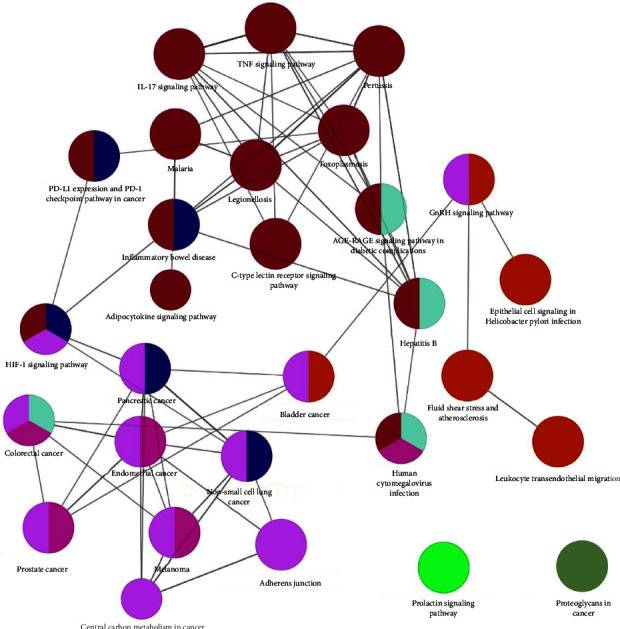 TNF signaling pathway
IL-17 signaling pathway
Pertussis
Malaria
Toxoplasmosis
PD-L1 expression and PD-1
checkpoint pathway in cancer
Legionellosis
GnRH signaling pathway
AGE-RAGE signaling pathway in
diabetic complications
Inflammatory bowel disease
C-type lectin receptor signaling
pathway
Adipocytokine signaling pathway
Epithelial cell signaling in
Helicobacter pylori infection
Hepatitis B
HIF-1 signaling pathway
Pancreatic cancer
Bladder cancer
Fluid shear stress and
atherosclerosis
Colorectal cancer
Endometrial cancer
Human
cytomegalovirus
infection
Leukocyte transendothelial migration
Non-small cell lung
cancer
Prostate cancer
Melanoma
Adherens junction
Prolactin signaling
pathway
Proteoglycans in
cancer
Central carbon metabolism in cancer